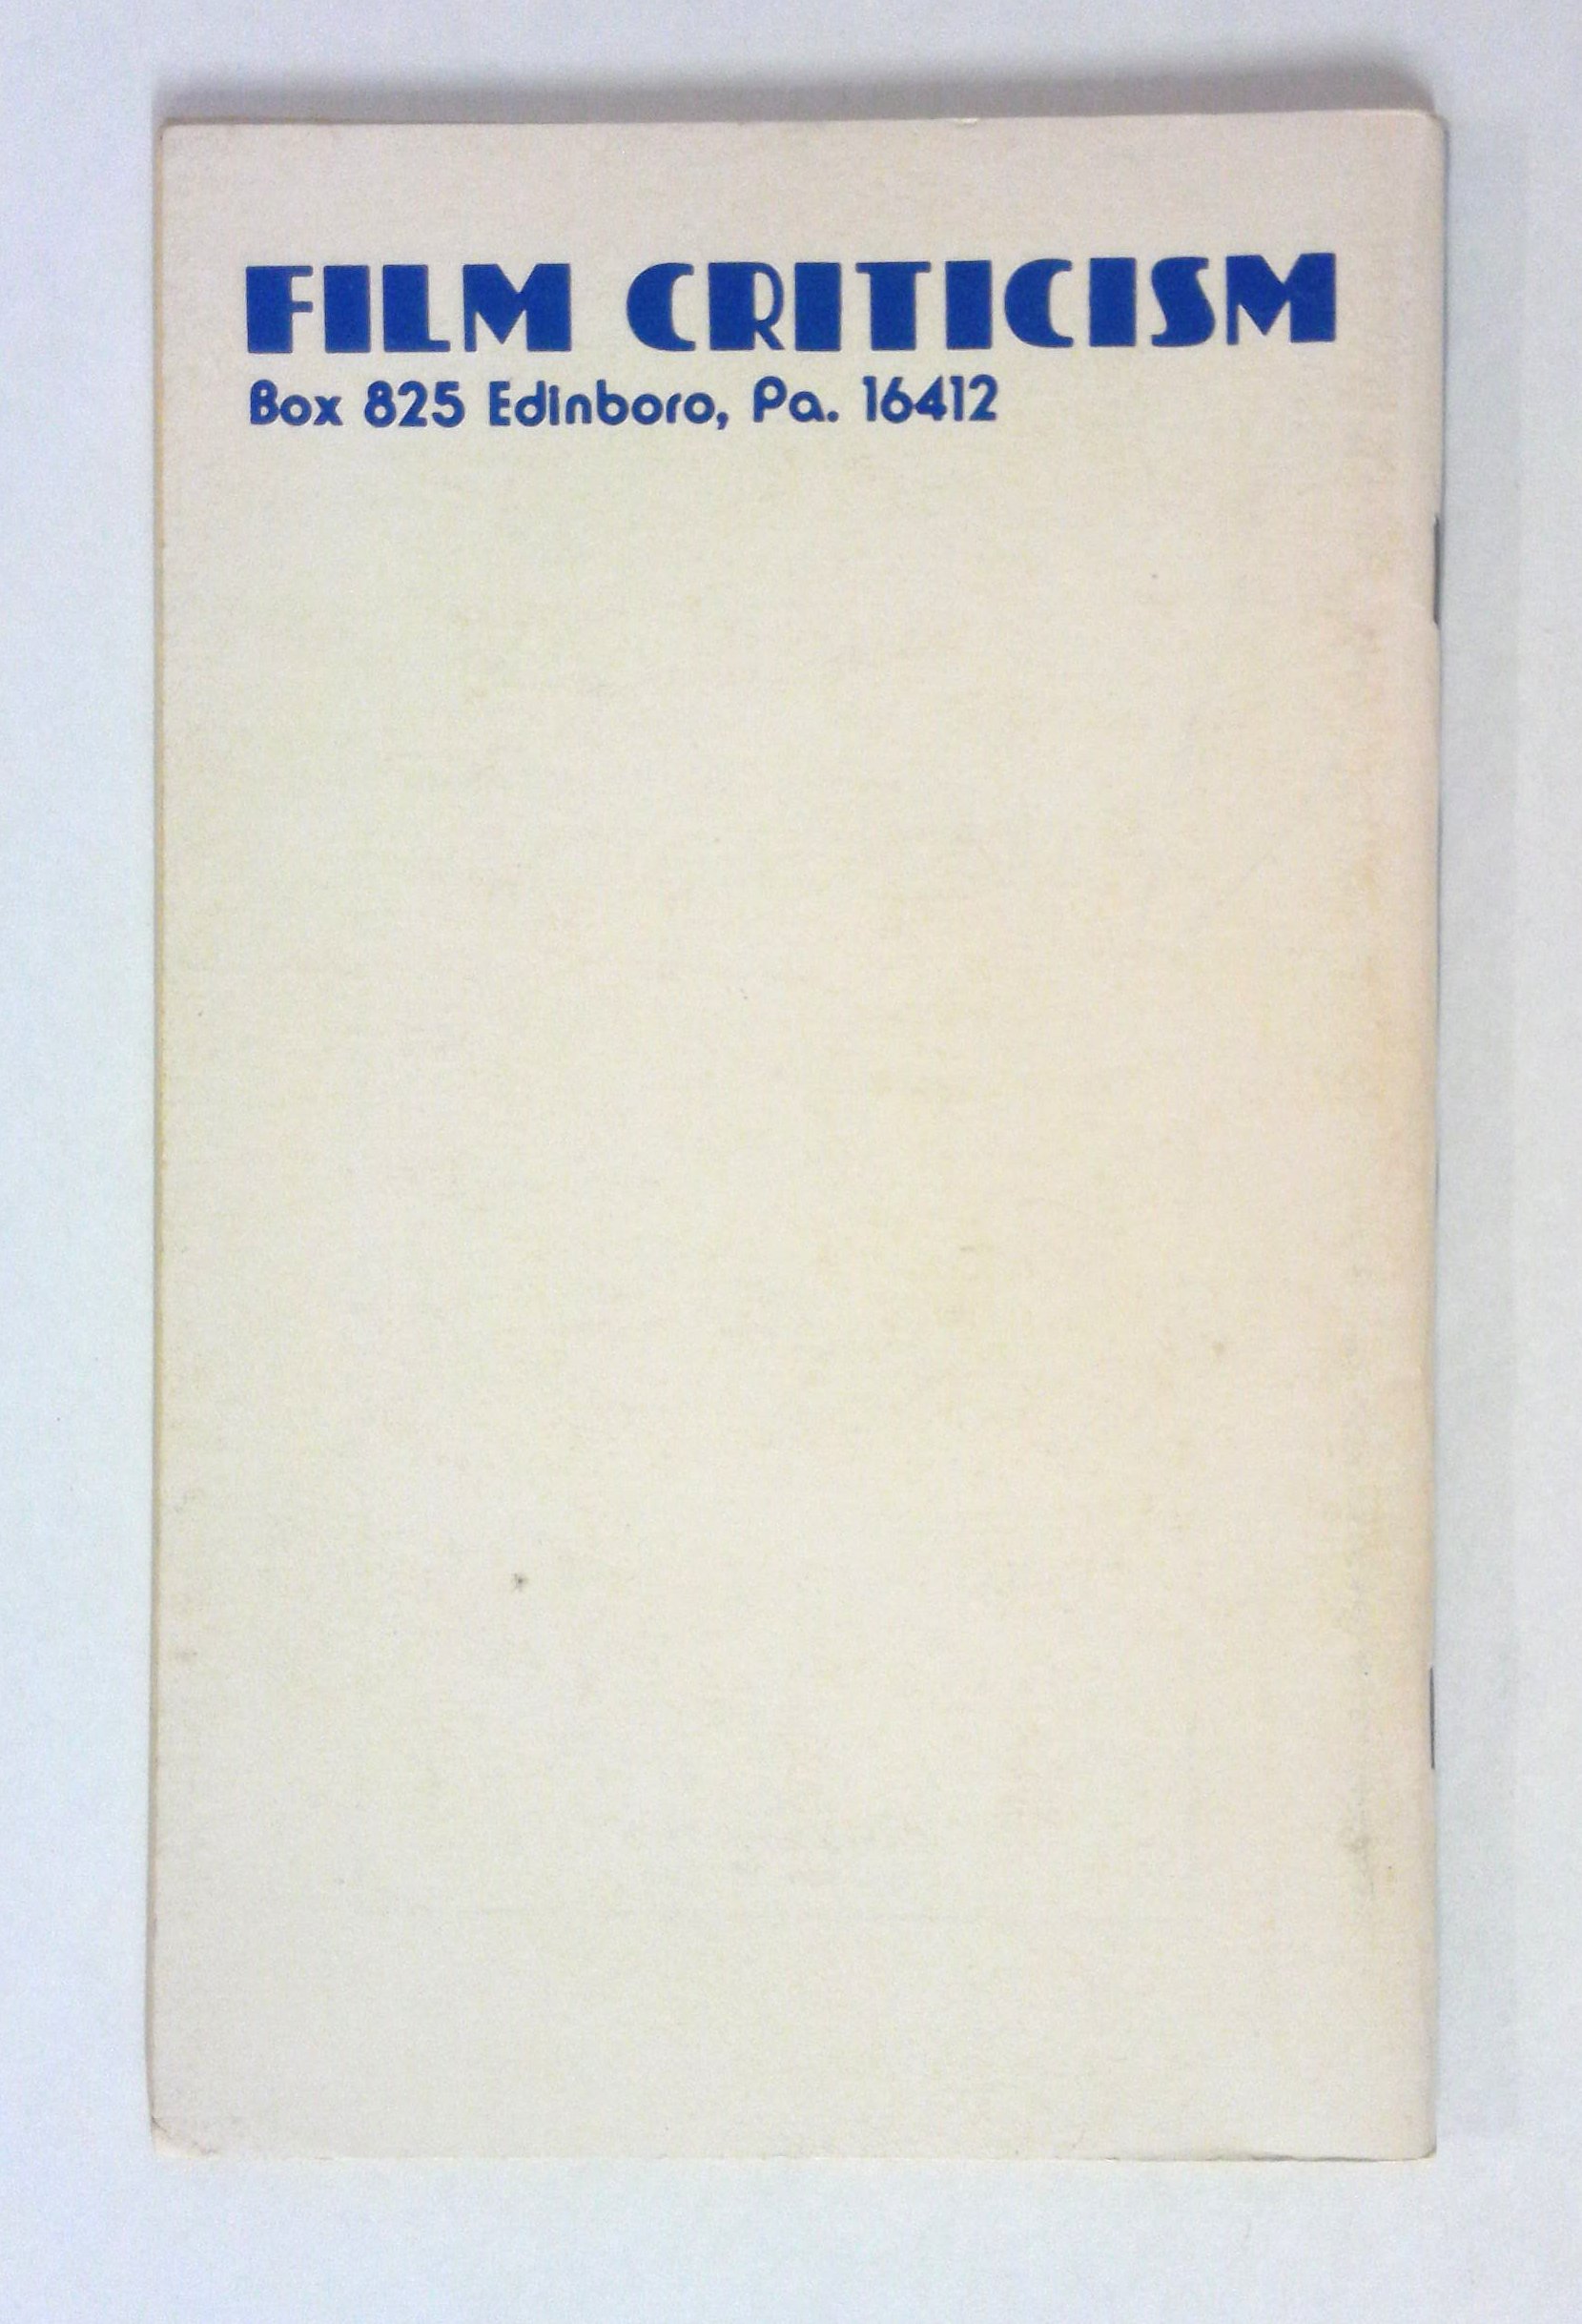 FILM CRITICISM
Box 825 Edinboro, Pa. 16412